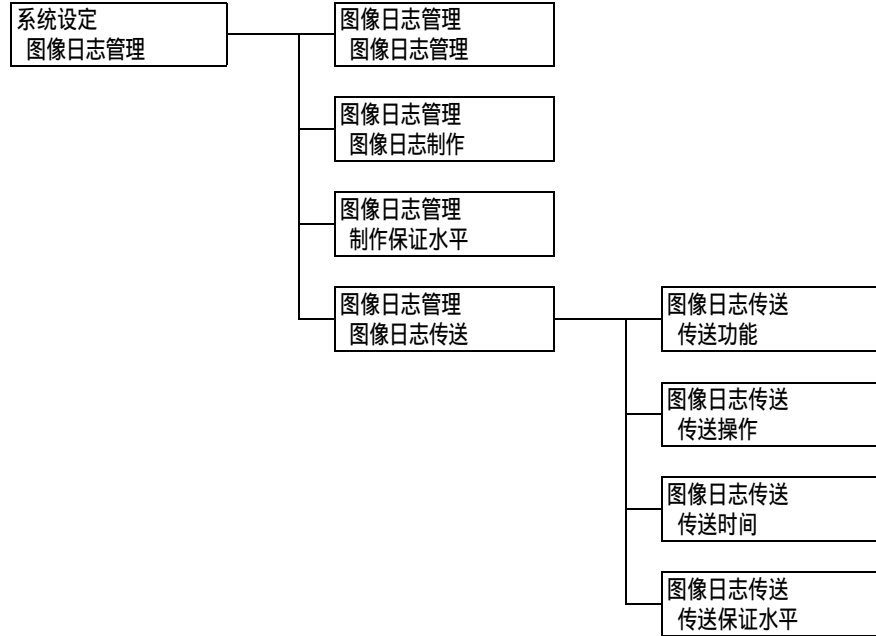 系统设定
图像日志管理
图像日志管理
图像日志管理
图像日志管理
图像日志制作
图像日志管理
制作保证水平
图像日志管理
图像日志传送
图像日志传送
传送功能
图像日志传送
传送操作
图像日志传送
传送时间
图像日志传送
传送保证水平